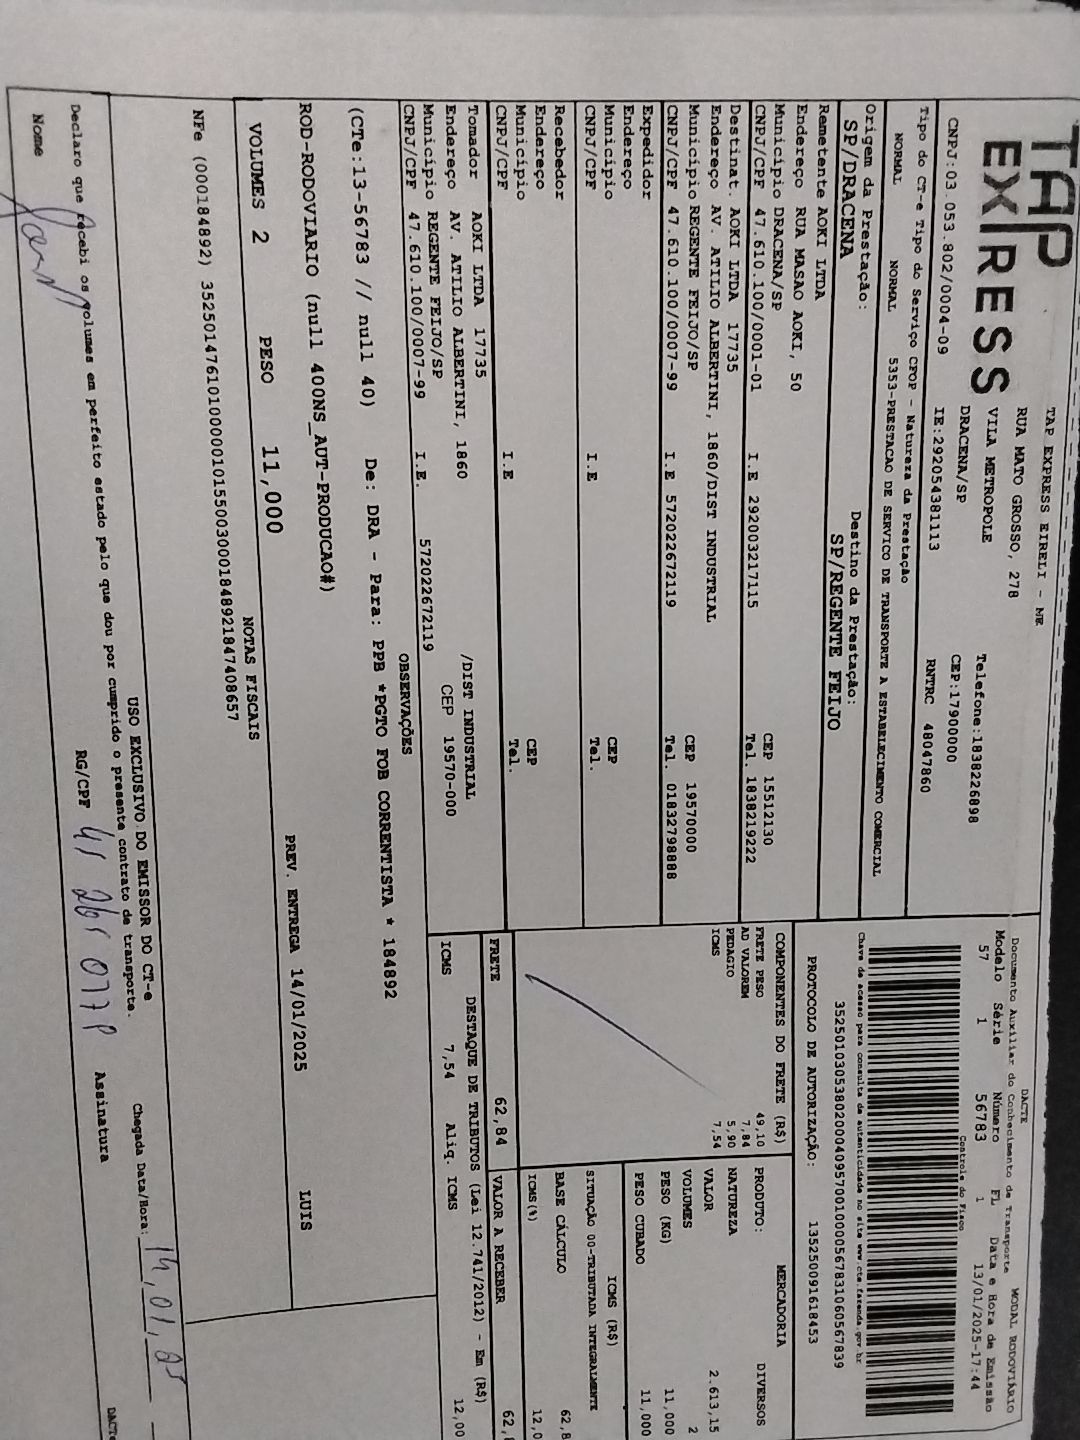 TAP EXPRESS
TAP EXPRESS EIRELI - ME
RUA MATO GROSSO, 278
VILA METROPOLE
DRACENA/SP
Telefone:1838226898
CEP:17900000
CNPJ:03.053.802/0004-09
IE:292054381113
RNTRC 48047860
Tipo do CT-e Tipo do Serviço CFOP - Natureza da Prestação
NORMAL NORMAL 5353-PRESTACAO DE SERVICO DE TRANSPORTE A ESTABELECIMENTO COMERCIAL
Origem da Prestação:
SP/DRACENA
Destino da Prestação:
SP/REGENTE FEIJO
Remetente AOKI LTDA
Endereço RUA MASAO AOKI, 50
Município DRACENA/SP CEP 15512130
CNPJ/CPF 47.610.100/0001-01 I.E 292003217115 Tel. 1838219222
Destinat. AOKI LTDA 17735
Endereço AV. ATILIO ALBERTINI, 1860/DIST INDUSTRIAL
Município REGENTE FEIJO/SP CEP 19570000
CNPJ/CPF 47.610.100/0007-99 I.E 572022672119 Tel. 01832798888
Expedidor
Endereço
Município CEP
CNPJ/CPF I.E Tel.
Recebedor
Endereço
Município CEP
CNPJ/CPF I.E Tel.
Tomador AOKI LTDA 17735
Endereço AV. ATILIO ALBERTINI, 1860 /DIST INDUSTRIAL
Município REGENTE FEIJO/SP CEP 19570-000
CNPJ/CPF 47.610.100/0007-99 I.E. 572022672119
OBSERVAÇÕES
(CTe:13-56783 // null 40) De: DRA - Para: PPB *PGTO FOB CORRENTISTA * 184892
ROD-RODOVIARIO (null 400NS_AUT-PRODUCAO#)
VOLUMES 2 PESO 11,000 PREV. ENTREGA 14/01/2025 LUIS
NOTAS FISCAIS
NFe (000184892) 35250147610100000101550030001848921847408657
DACTE
Documento Auxiliar do Conhecimento de Transporte
MODAL RODOVIÁRIO
Modelo Série Número FL Data e Hora de Emissão
57 1 56783 1 13/01/2025-17:44
Controle do Fisco
Chave de acesso para consulta de autenticidade no site www.cte.fazenda.gov.br
35250103053802000409570010000567831060567839
PROTOCOLO DE AUTORIZAÇÃO: 135250091618453
COMPONENTES DO FRETE (R$)
FRETE PESO 49,10
AD VALOREM 7,84
PEDAGIO 5,90
ICMS 7,54
MERCADORIA
PRODUTO:
NATUREZA DIVERSOS
VALOR 2.613,15
VOLUMES 2
PESO (KG) 11,000
PESO CUBADO 11,000
ICMS (R$)
SITUAÇÃO 00-TRIBUTADA INTEGRALMENTE
BASE CÁLCULO 62,8
ICMS(%) 12,0
FRETE 62,84
VALOR A RECEBER 62,
DESTAQUE DE TRIBUTOS (Lei 12.741/2012) - Em (R$)
ICMS 7,54 Aliq. ICMS 12,00
USO EXCLUSIVO DO EMISSOR DO CT-e
Declaro que recebi os volumes em perfeito estado pelo que dou por cumprido o presente contrato de transporte.
Chegada Data/Hora: 14,01,25
Nome
RG/CPF
Assinatura
DACTe